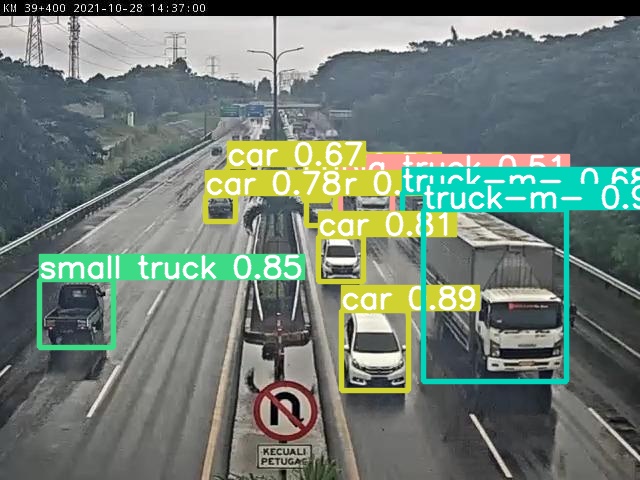 KM 39+400 2021-10-28 14:37:00
car 0.67
truck 0.51
car 0.78
truck-m- 0.68
truck-m- 0.9
car 0.81
small truck 0.85
car 0.89
KECUALI
PETUGAS